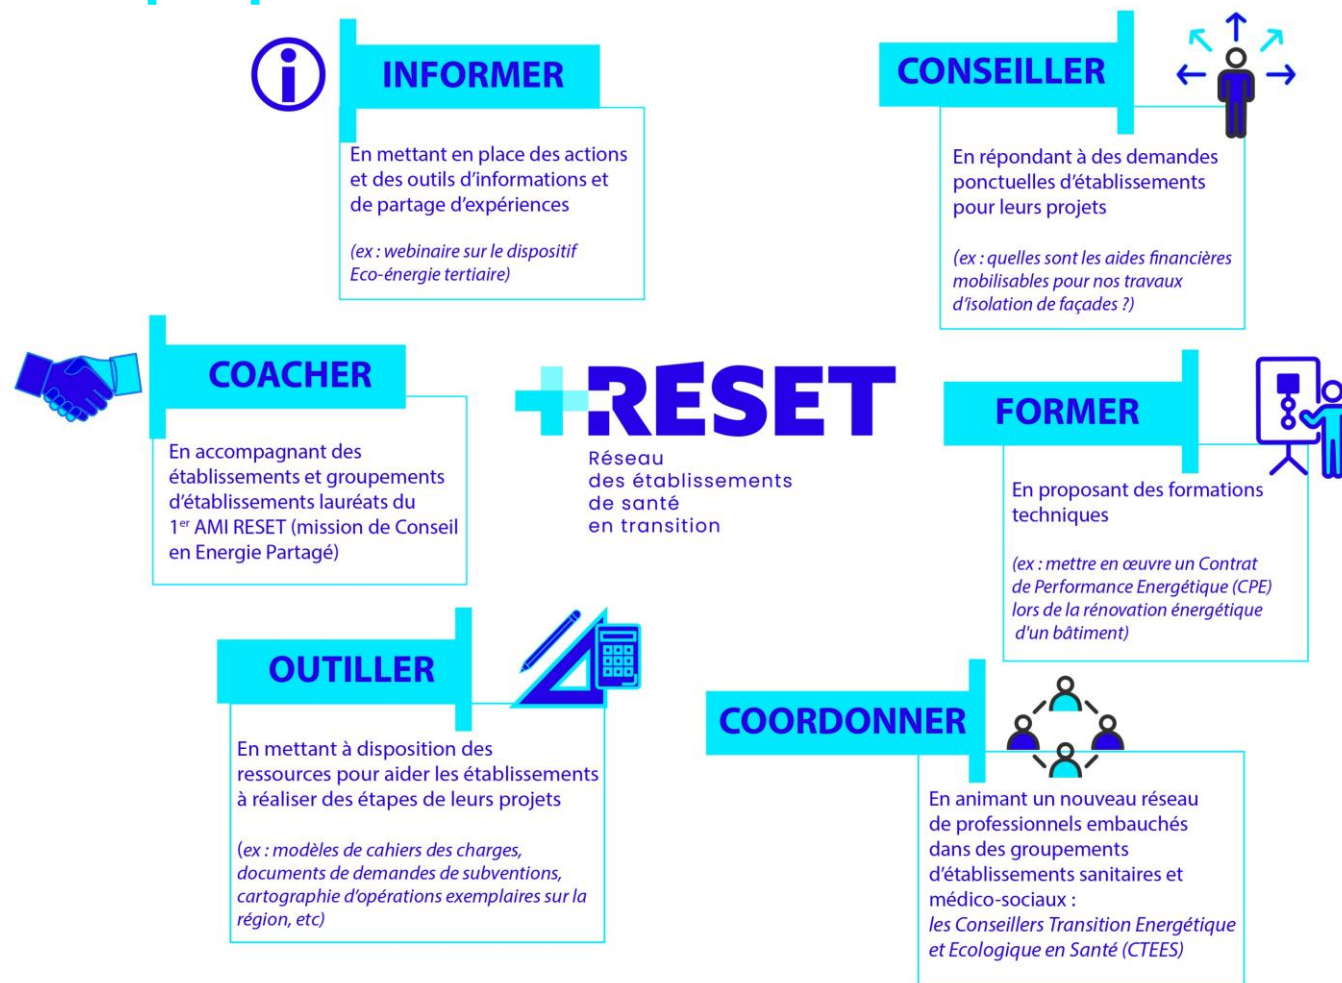 INFORMER
En mettant en place des actions
et des outils d'informations et
de partage d'expériences
(ex : webinaire sur le dispositif
Eco-énergie tertiaire)
CONSEILLER
En répondant à des demandes
ponctuelles d'établissements
pour leurs projets
(ex : quelles sont les aides financières
mobilisables pour nos travaux
d'isolation de façades ?)
COACHER
En accompagnant des
établissements et groupements
d'établissements lauréats du
1er AMI RESET (mission de Conseil
en Energie Partagé)
RÉSET
Réseau
des établissements
de santé
en transition
FORMER
En proposant des formations
techniques
(ex : mettre en œuvre un Contrat
de Performance Energétique (CPE)
lors de la rénovation énergétique
d'un bâtiment)
OUTILLER
En mettant à disposition des
ressources pour aider les établissements
à réaliser des étapes de leurs projets
(ex : modèles de cahiers des charges,
documents de demandes de subventions,
cartographie d'opérations exemplaires sur la
région, etc)
COORDONNER
En animant un nouveau réseau
de professionnels embauchés
dans des groupements
d'établissements sanitaires et
médico-sociaux :
les Conseillers Transition Energétique
et Ecologique en Santé (CTEES)